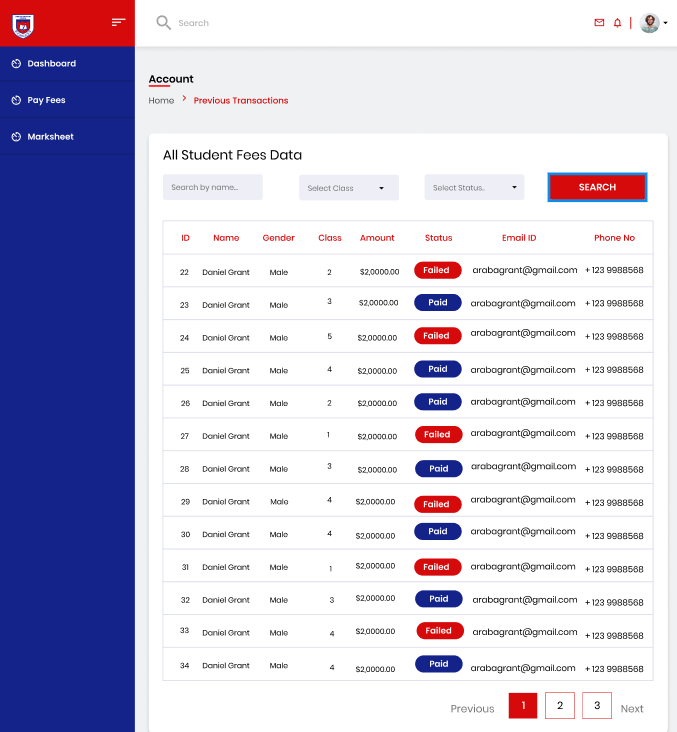 Search
Dashboard
Pay Fees
Marksheet
Account
Home > Previous Transactions
All Student Fees Data
Search by name.. Select Class Select Status.. SEARCH
ID Name Gender Class Amount Status Email ID Phone No
22 Daniel Grant Male 2 $2,0000.00 Failed arabagrant@gmail.com +123 9988568
23 Daniel Grant Male 3 $2,0000.00 Paid arabagrant@gmail.com +123 9988568
24 Daniel Grant Male 5 $2,0000.00 Failed arabagrant@gmail.com +123 9988568
25 Daniel Grant Male 4 $2,0000.00 Paid arabagrant@gmail.com +123 9988568
26 Daniel Grant Male 2 $2,0000.00 Paid arabagrant@gmail.com +123 9988568
27 Daniel Grant Male 1 $2,0000.00 Failed arabagrant@gmail.com +123 9988568
28 Daniel Grant Male 3 $2,0000.00 Paid arabagrant@gmail.com +123 9988568
29 Daniel Grant Male 4 $2,0000.00 Failed arabagrant@gmail.com +123 9988568
30 Daniel Grant Male 4 $2,0000.00 Paid arabagrant@gmail.com +123 9988568
31 Daniel Grant Male 1 $2,0000.00 Failed arabagrant@gmail.com +123 9988568
32 Daniel Grant Male 3 $2,0000.00 Paid arabagrant@gmail.com +123 9988568
33 Daniel Grant Male 4 $2,0000.00 Failed arabagrant@gmail.com +123 9988568
34 Daniel Grant Male 4 $2,0000.00 Paid arabagrant@gmail.com +123 9988568
Previous 1 2 3 Next